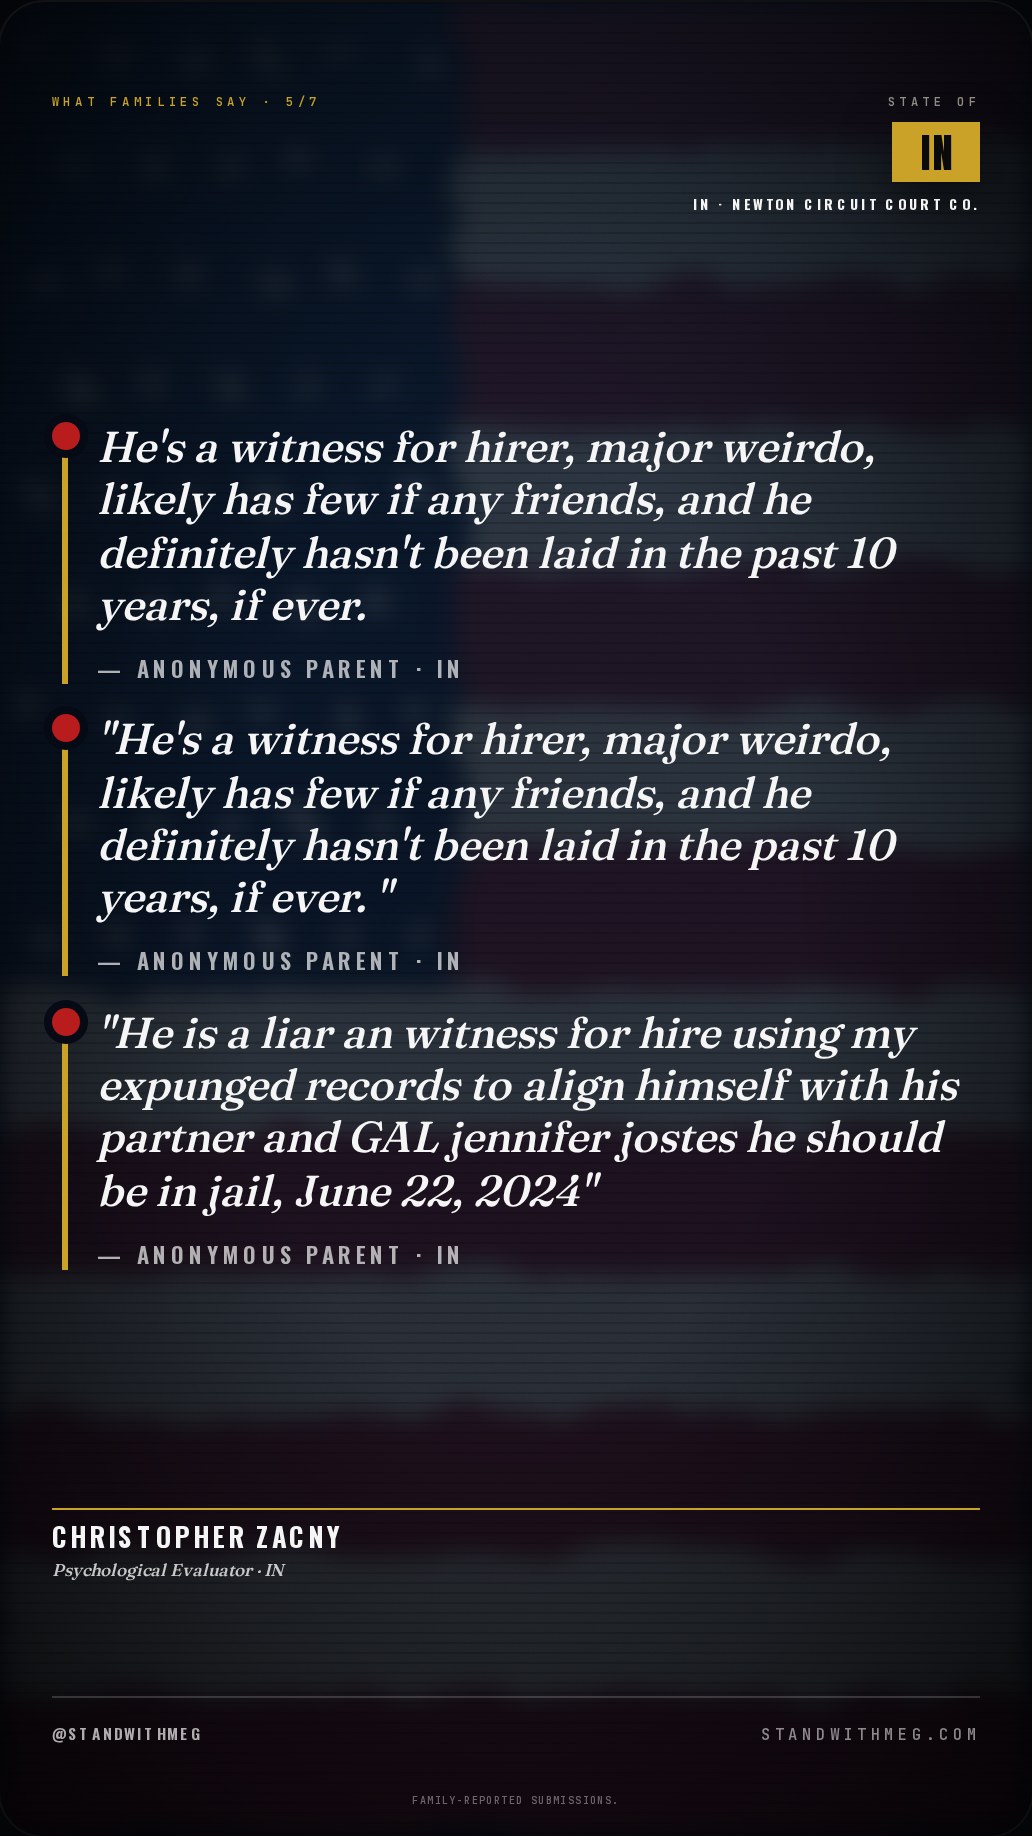 WHAT FAMILIES SAY · 5/7
STATE OF
IN
IN · NEWTON CIRCUIT COURT CO.
He's a witness for hirer, major weirdo,
likely has few if any friends, and he
definitely hasn't been laid in the past 10
years, if ever.
— ANONYMOUS PARENT · IN
"He's a witness for hirer, major weirdo,
likely has few if any friends, and he
definitely hasn't been laid in the past 10
years, if ever. "
— ANONYMOUS PARENT · IN
"He is a liar an witness for hire using my
expunged records to align himself with his
partner and GAL jennifer jostes he should
be in jail, June 22, 2024"
— ANONYMOUS PARENT · IN
CHRISTOPHER ZACNY
Psychological Evaluator · IN
@STANDWITHMEG
STANDWITHMEG.COM
FAMILY-REPORTED SUBMISSIONS.